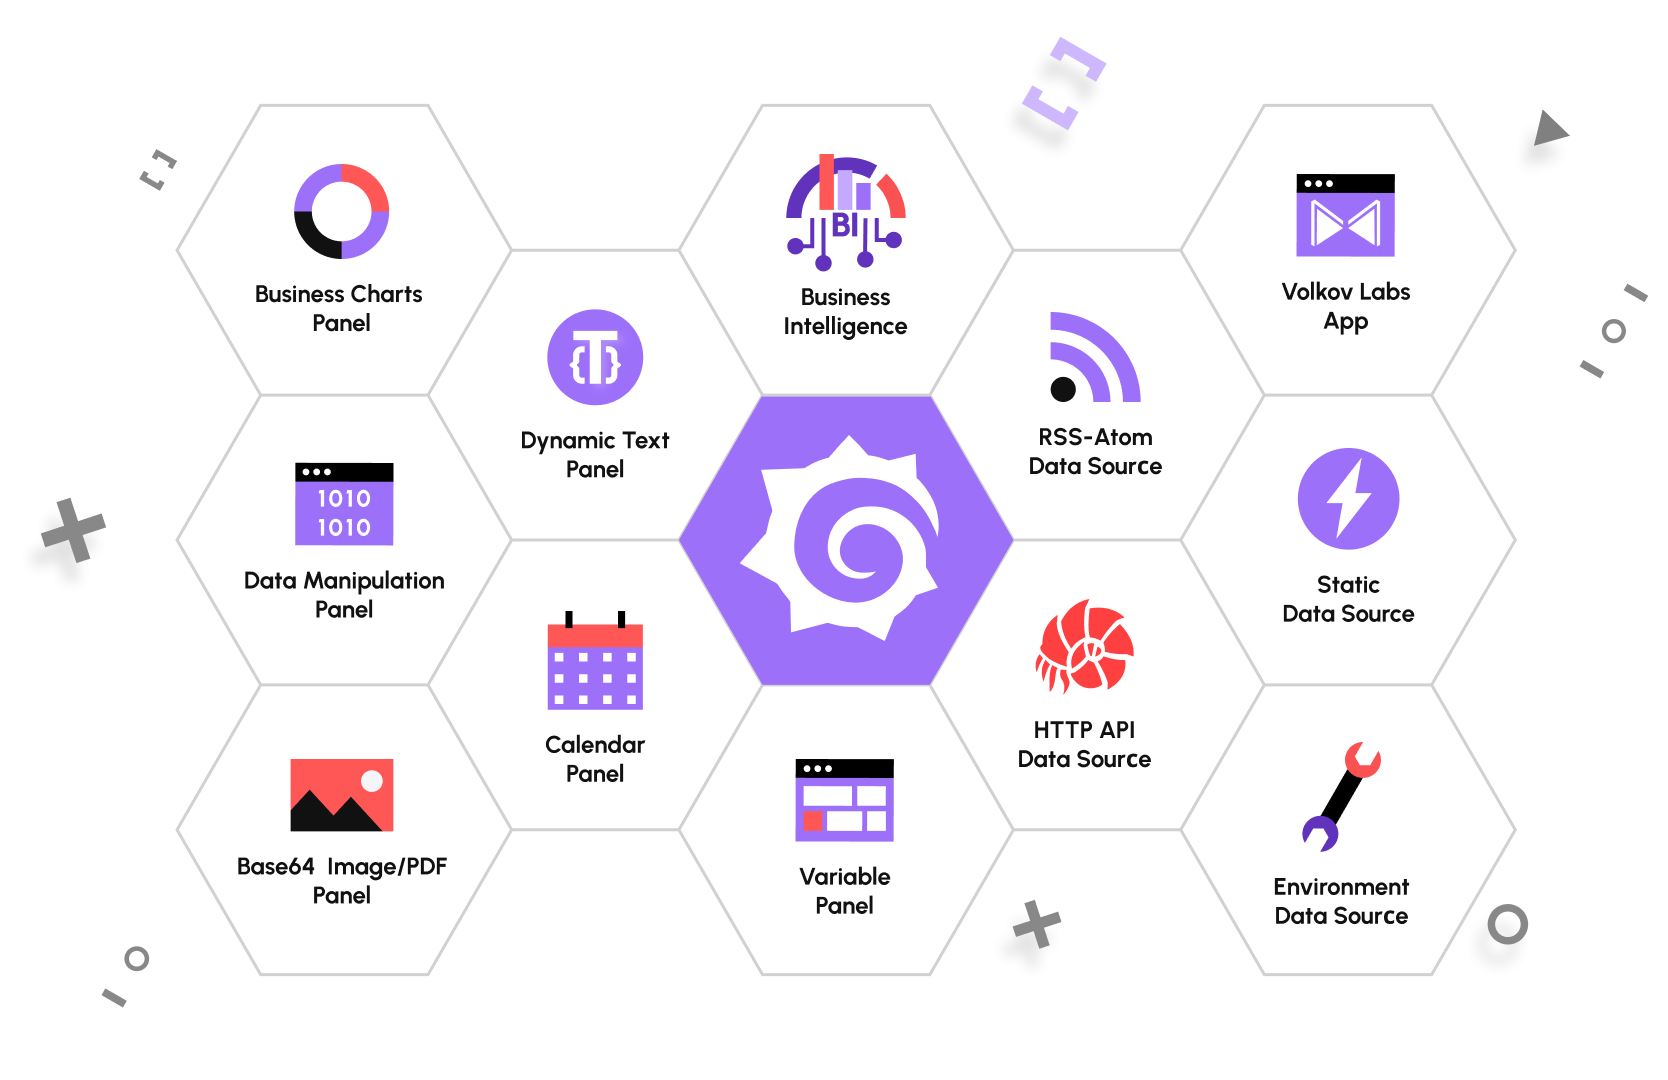 Business Charts
Panel
Dynamic Text
Panel
BI
Business
Intelligence
RSS-Atom
Data Source
Volkov Labs
App
1010
1010
Data Manipulation
Panel
Calendar
Panel
HTTP API
Data Source
Static
Data Source
Base64 Image/PDF
Panel
Variable
Panel
Environment
Data Source
{T}